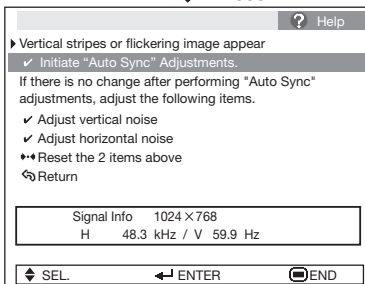 ? Help
Vertical stripes or flickering image appear
✔ Initiate “Auto Sync” Adjustments.
If there is no change after performing "Auto Sync"
adjustments, adjust the following items.
✔ Adjust vertical noise
✔ Adjust horizontal noise
Reset the 2 items above
Return
Signal Info 1024×768
H 48.3 kHz / V 59.9 Hz
SEL. ENTER END